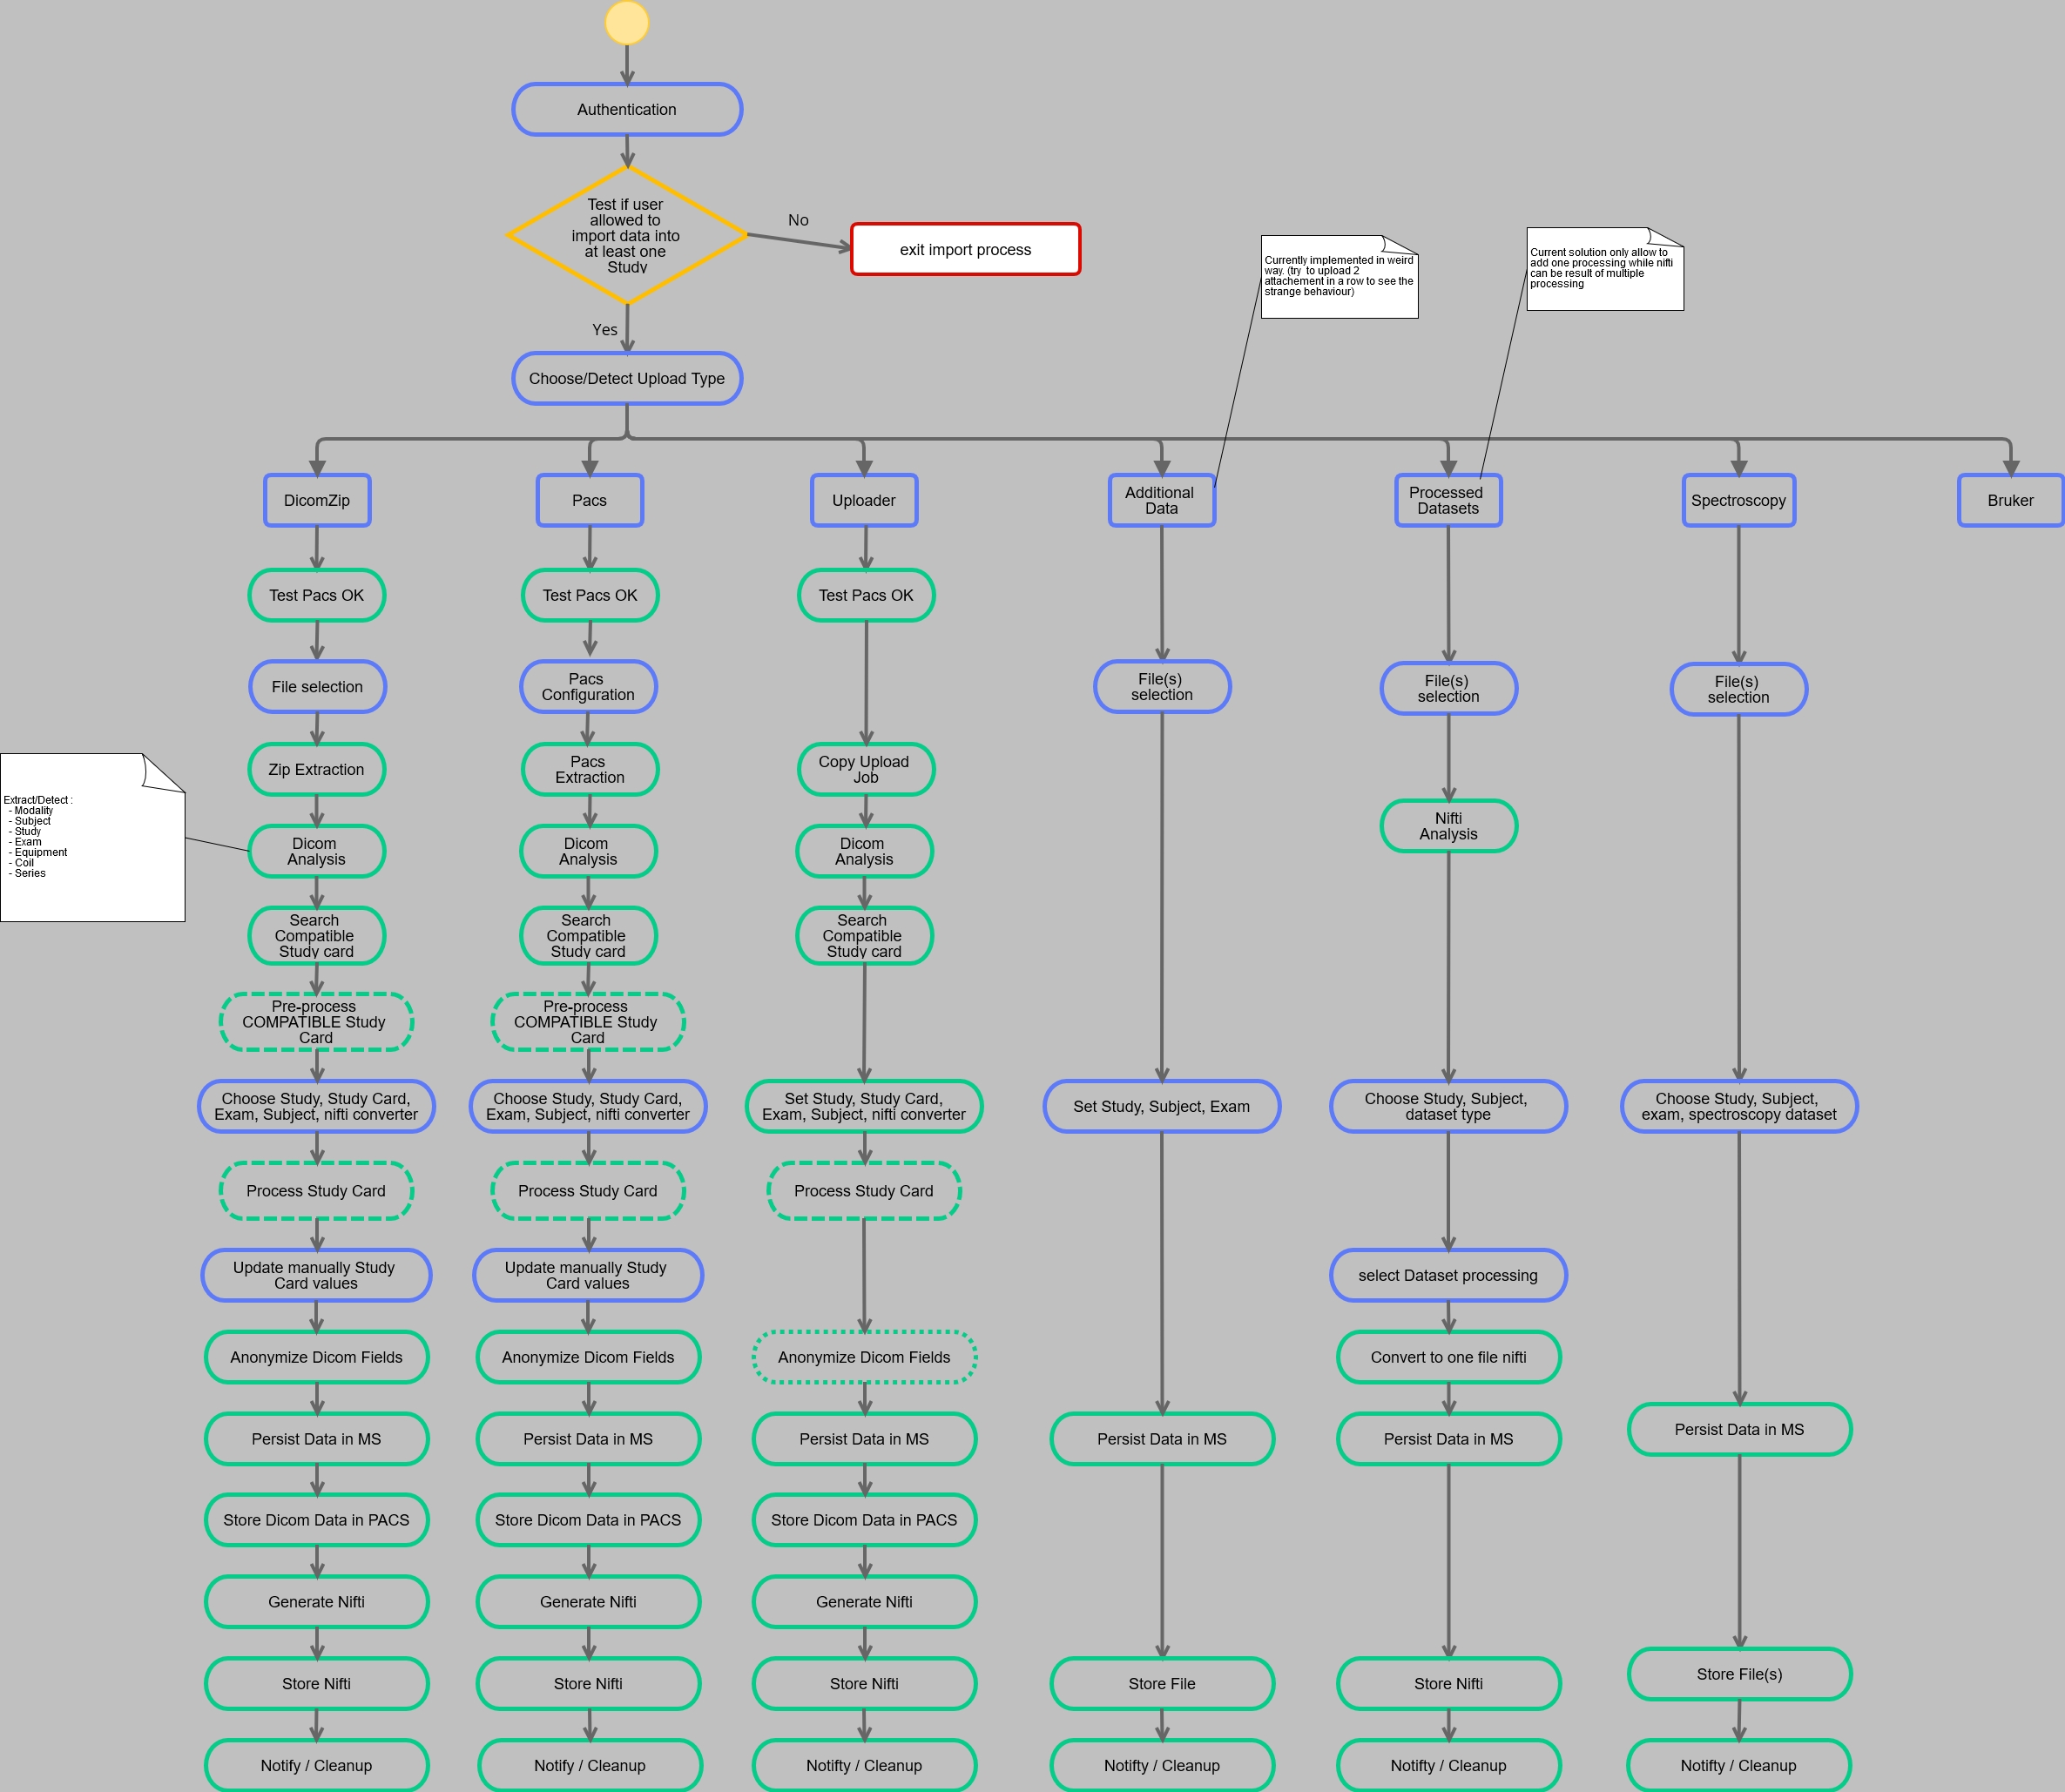 Authentication
Test if user
allowed to
import data into
at least one
Study
No
exit import process
Yes
Currently implemented in weird
way. (try to upload 2
attachement in a row to see the
strange behaviour)
Current solution only allow to
add one processing while nifti
can be result of multiple
processing
Choose/Detect Upload Type
DicomZip
Pacs
Uploader
Additional
Data
Processed
Datasets
Spectroscopy
Bruker
Test Pacs OK
Test Pacs OK
Test Pacs OK
File selection
Pacs
Configuration
File(s)
selection
File(s)
selection
File(s)
selection
Zip Extraction
Pacs
Extraction
Copy Upload
Job
Extract/Detect :
- Modality
- Subject
- Study
- Exam
- Equipment
- Coil
- Series
Nifti
Analysis
Dicom
Analysis
Dicom
Analysis
Dicom
Analysis
Search
Compatible
Study card
Search
Compatible
Study card
Search
Compatible
Study card
Pre-process
COMPATIBLE Study
Card
Pre-process
COMPATIBLE Study
Card
Choose Study, Study Card,
Exam, Subject, nifti converter
Choose Study, Study Card,
Exam, Subject, nifti converter
Set Study, Study Card,
Exam, Subject, nifti converter
Set Study, Subject, Exam
Choose Study, Subject,
dataset type
Choose Study, Subject,
exam, spectroscopy dataset
Process Study Card
Process Study Card
Process Study Card
Update manually Study
Card values
Update manually Study
Card values
select Dataset processing
Anonymize Dicom Fields
Anonymize Dicom Fields
Anonymize Dicom Fields
Convert to one file nifti
Persist Data in MS
Persist Data in MS
Persist Data in MS
Persist Data in MS
Persist Data in MS
Persist Data in MS
Store Dicom Data in PACS
Store Dicom Data in PACS
Store Dicom Data in PACS
Generate Nifti
Generate Nifti
Generate Nifti
Store Nifti
Store Nifti
Store Nifti
Store File
Store Nifti
Store File(s)
Notify / Cleanup
Notify / Cleanup
Notifty / Cleanup
Notifty / Cleanup
Notifty / Cleanup
Notifty / Cleanup